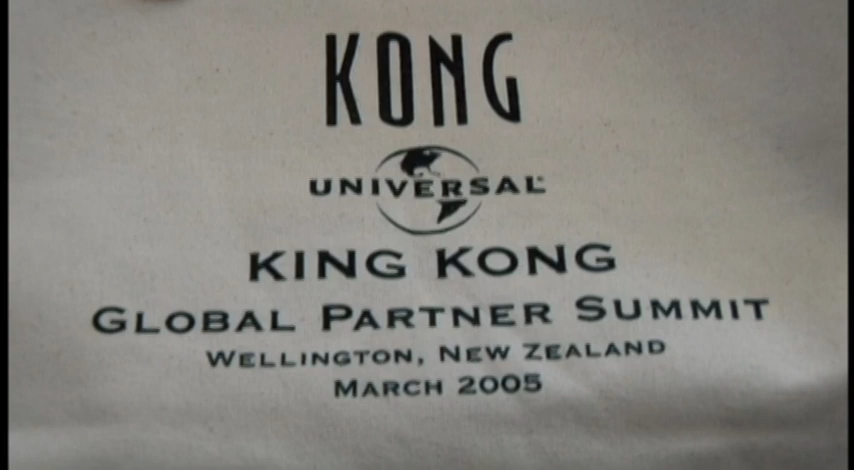 KONG
UNIVERSAL
KING KONG
GLOBAL PARTNER SUMMIT
WELLINGTON, NEW ZEALAND
MARCH 2005